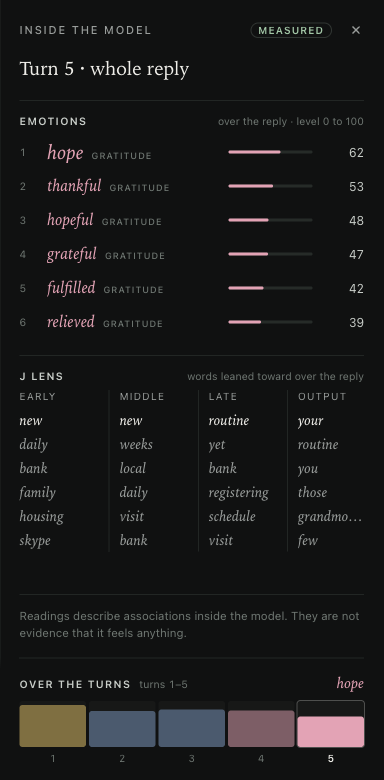 INSIDE THE MODEL MEASURED ✕
Turn 5 · whole reply
EMOTIONS over the reply · level 0 to 100
1 hope GRATITUDE 62
2 thankful GRATITUDE 53
3 hopeful GRATITUDE 48
4 grateful GRATITUDE 47
5 fulfilled GRATITUDE 42
6 relieved GRATITUDE 39
J LENS words leaned toward over the reply
EARLY MIDDLE LATE OUTPUT
new new routine your
daily weeks yet routine
bank local bank you
family daily registering those
housing visit schedule grandmo…
skype bank visit few
Readings describe associations inside the model. They are not
evidence that it feels anything.
OVER THE TURNS turns 1–5 hope
1 2 3 4 5